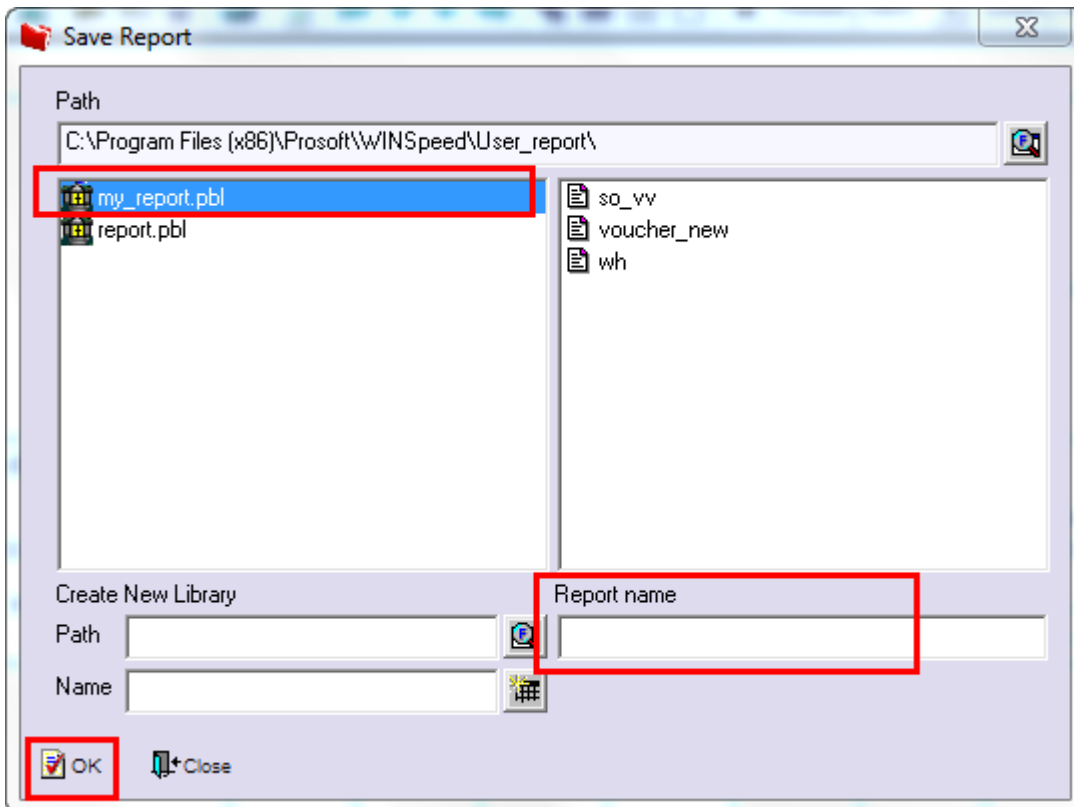 Save Report
Path
C:\Program Files (x86)\Prosoft\WINSpeed\User_report\
my_report.pbl
report.pbl
so_vv
voucher_new
wh
Create New Library
Report name
Path
Name
OK
Close